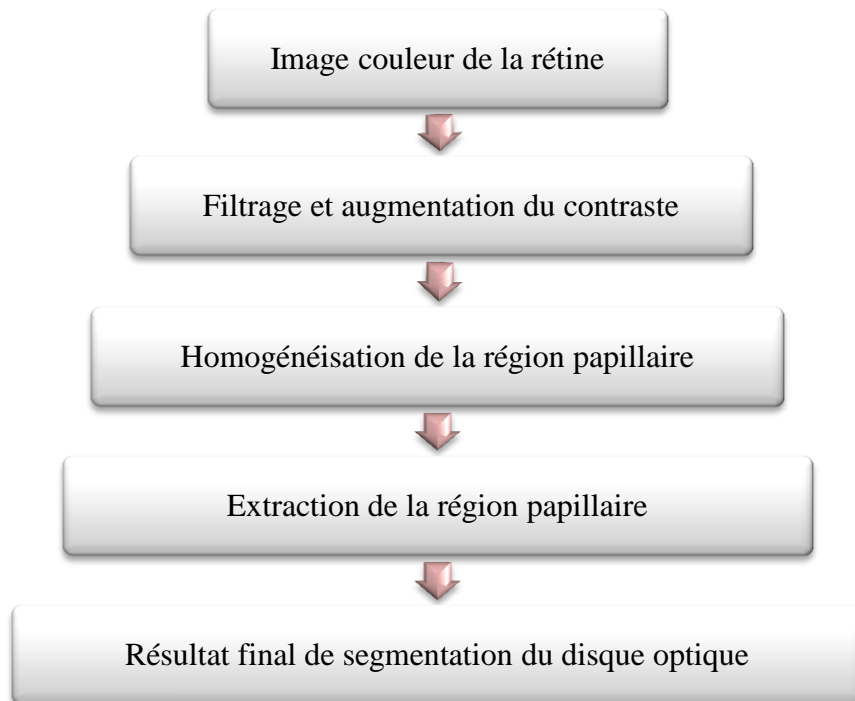 Image couleur de la rétine
Filtrage et augmentation du contraste
Homogénéisation de la région papillaire
Extraction de la région papillaire
Résultat final de segmentation du disque optique